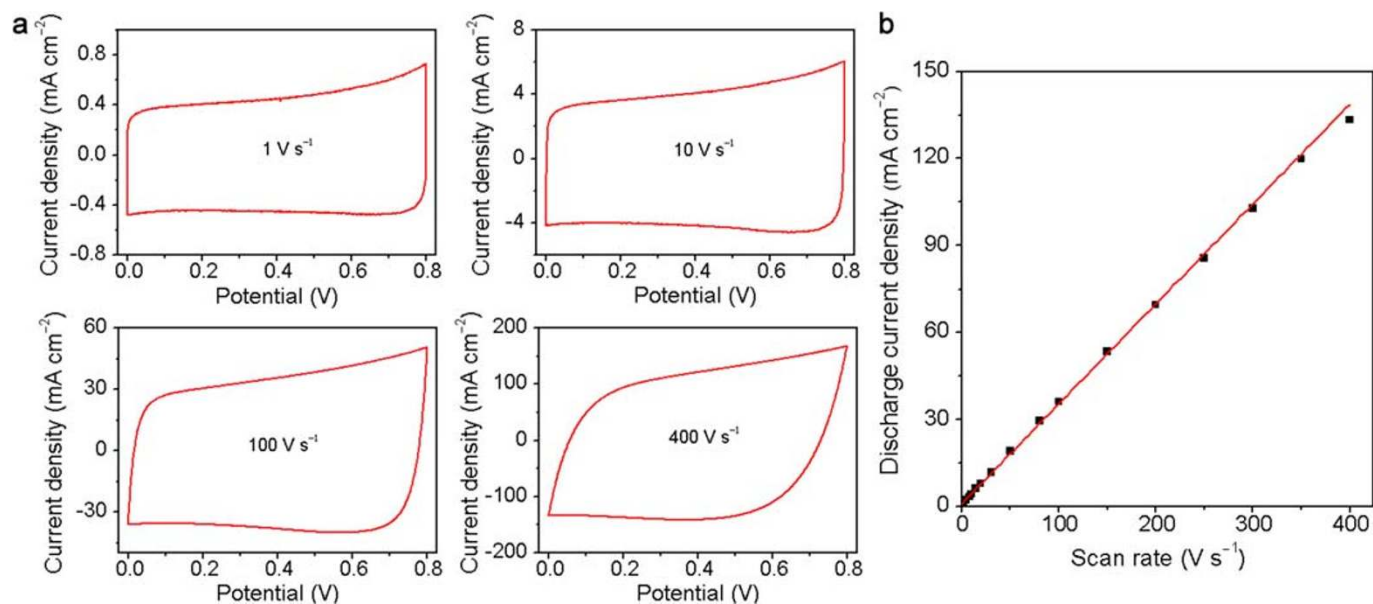 a
Current density (mA cm⁻²)
0.8
0.4
0.0
-0.4
-0.8
1 V s⁻¹
0.0 0.2 0.4 0.6 0.8
Potential (V)
Current density (mA cm⁻²)
8
4
0
-4
10 V s⁻¹
0.0 0.2 0.4 0.6 0.8
Potential (V)
Current density (mA cm⁻²)
60
30
0
-30
100 V s⁻¹
0.0 0.2 0.4 0.6 0.8
Potential (V)
Current density (mA cm⁻²)
200
100
0
-100
-200
400 V s⁻¹
0.0 0.2 0.4 0.6 0.8
Potential (V)
b
Discharge current density (mA cm⁻²)
150
120
90
60
30
0
0 100 200 300 400
Scan rate (V s⁻¹)